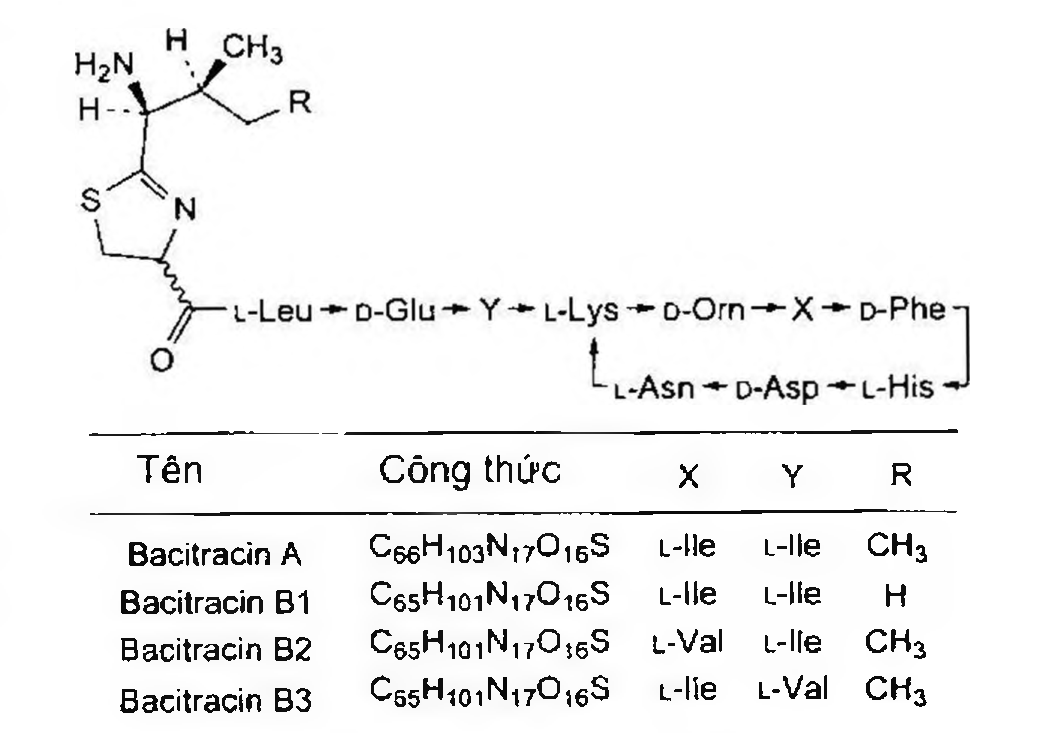 H CH₃
H₂N
H R
S N
O
L-Leu → D-Glu → Y → L-Lys → D-Orn → X → D-Phe
L-Asn ← D-Asp ← L-His
Tên Công thức X Y R
Bacitracin A C₆₆H₁₀₃N₁₇O₁₆S L-Ile L-Ile CH₃
Bacitracin B1 C₆₅H₁₀₁N₁₇O₁₆S L-Ile L-Ile H
Bacitracin B2 C₆₅H₁₀₁N₁₇O₁₆S L-Val L-Ile CH₃
Bacitracin B3 C₆₅H₁₀₁N₁₇O₁₆S L-Ile L-Val CH₃